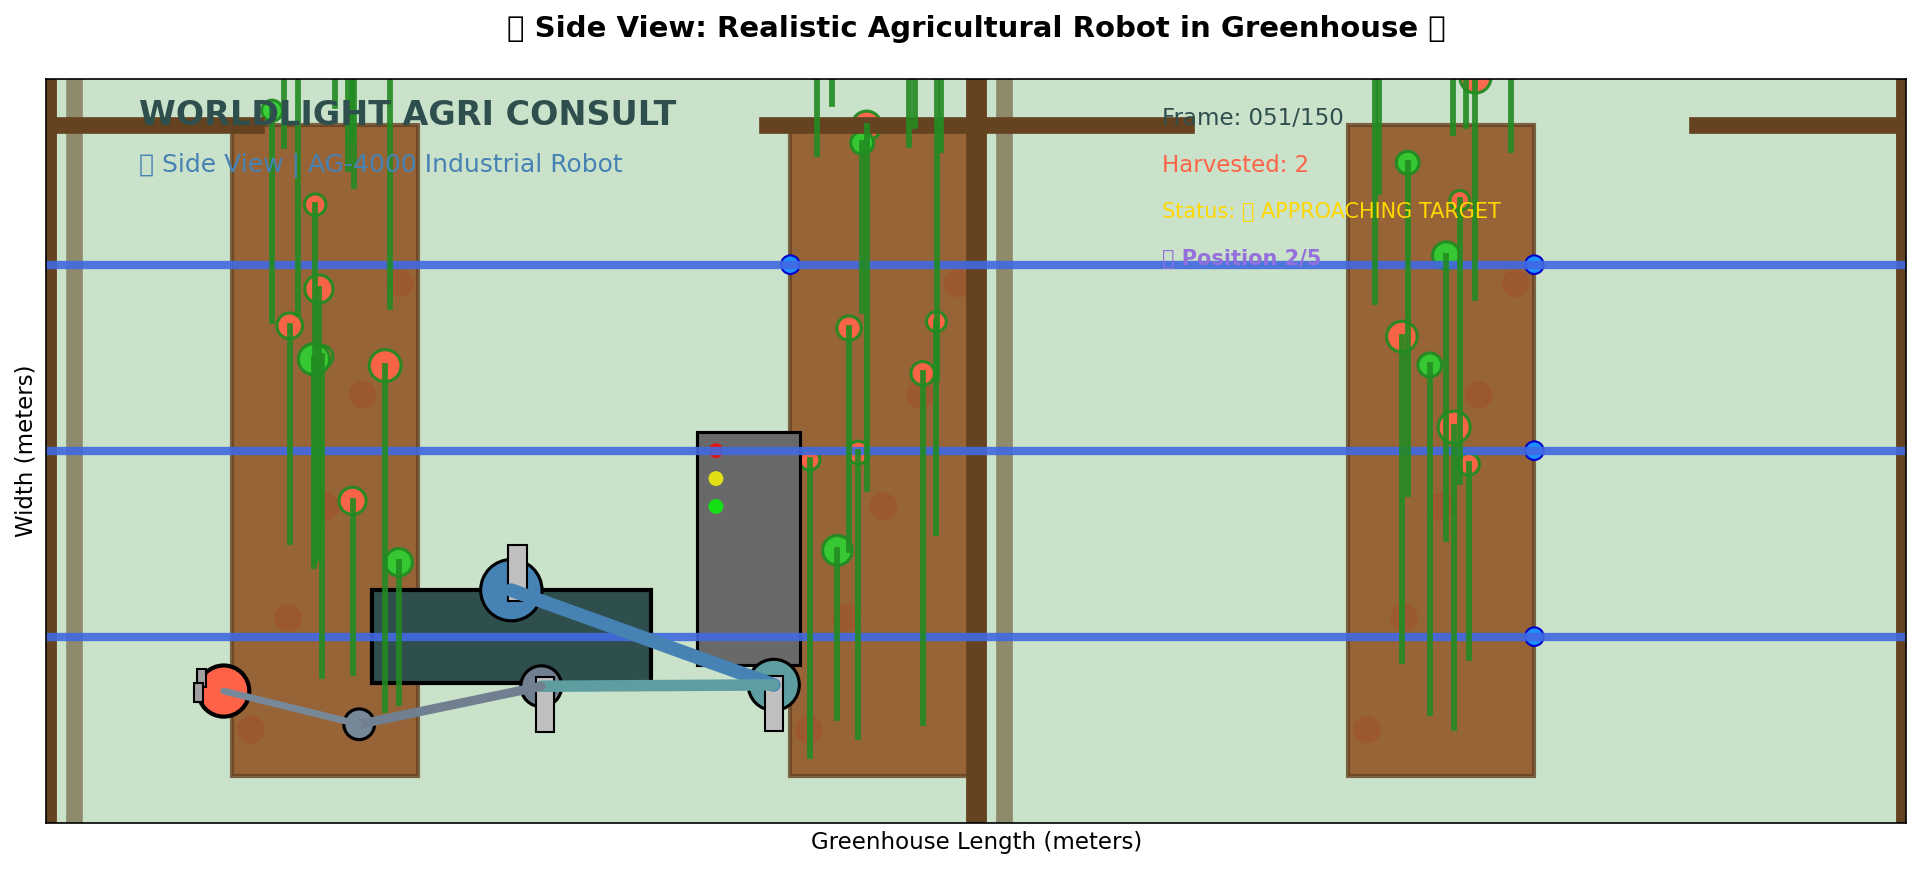 ▯ Side View: Realistic Agricultural Robot in Greenhouse ▯
WORLDLIGHT AGRI CONSULT
▯ Side View | AG-4000 Industrial Robot
Frame: 051/150
Harvested: 2
Status: ▯ APPROACHING TARGET
▯ Position 2/5
Width (meters)
Greenhouse Length (meters)